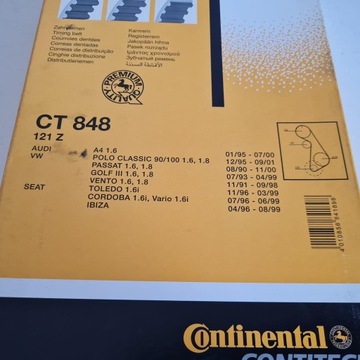 Zahnriemen
Timing belt
Courroies dentées
Correas dentadas
Correias de distribuição
Cinghie distribuzione
Distributieriemen
Kamrem
Registerrem
Jakopään hihna
Pasek rozrządu
Ιμάντας χρονισμού
Зубчатый ремень
PREMIUM
QUALITY
CT 848
121 Z
AUDI A4 1.6 01/95 - 07/00
VW POLO CLASSIC 90/100 1.6, 1.8 12/95 - 09/01
PASSAT 1.6, 1.8 08/90 - 11/00
GOLF III 1.6, 1.8 07/93 - 04/99
VENTO 1.6, 1.8 11/91 - 09/98
SEAT TOLEDO 1.6i 11/96 - 03/99
CORDOBA 1.6i, Vario 1.6i 07/96 - 06/99
IBIZA 04/96 - 08/99
4010858841898
Continental
CONTITECH